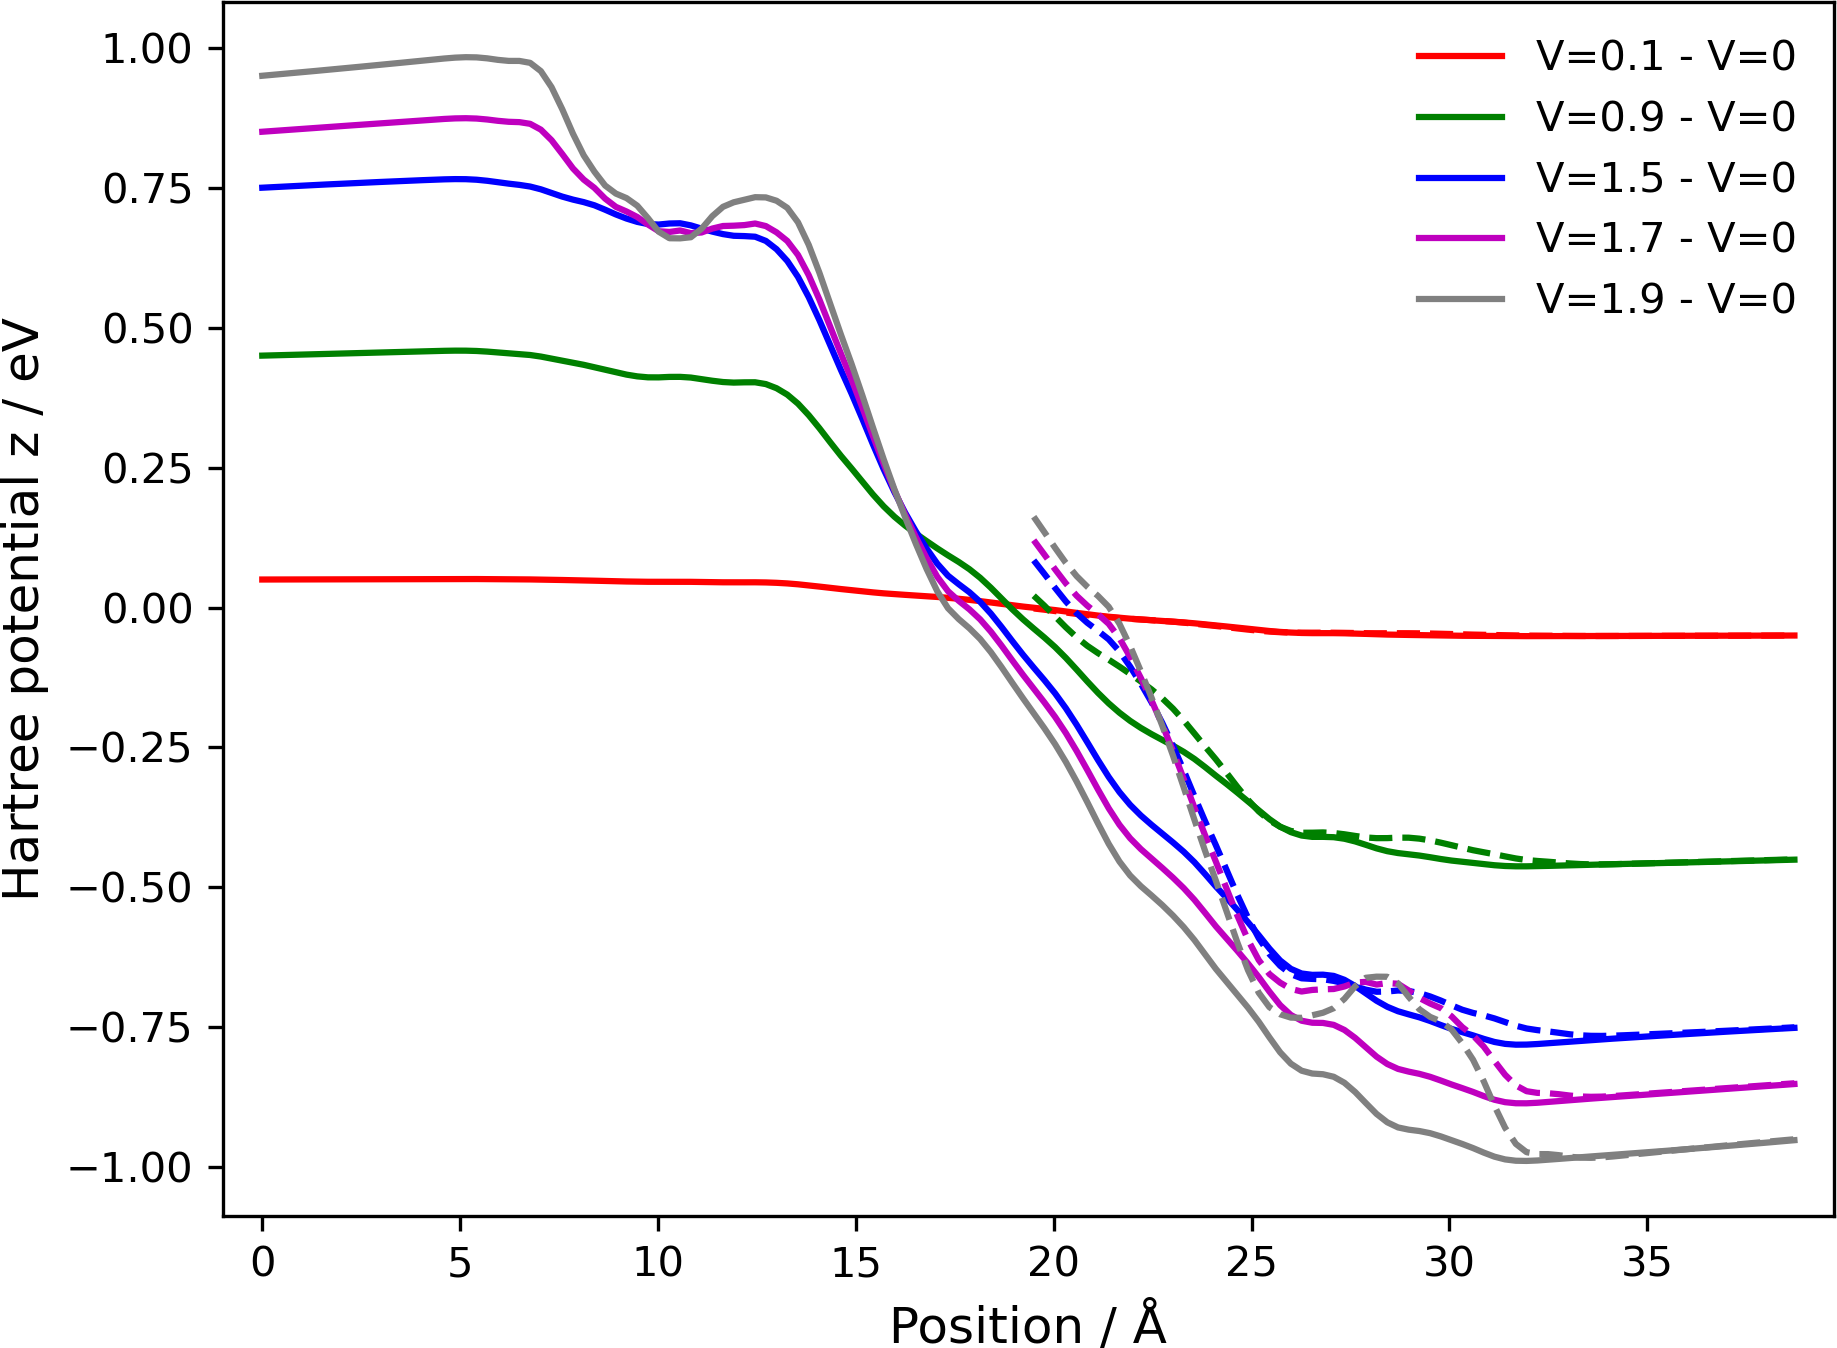 Hartree potential z / eV
1.00
0.75
0.50
0.25
0.00
−0.25
−0.50
−0.75
−1.00
V=0.1 - V=0
V=0.9 - V=0
V=1.5 - V=0
V=1.7 - V=0
V=1.9 - V=0
0 5 10 15 20 25 30 35
Position / Å